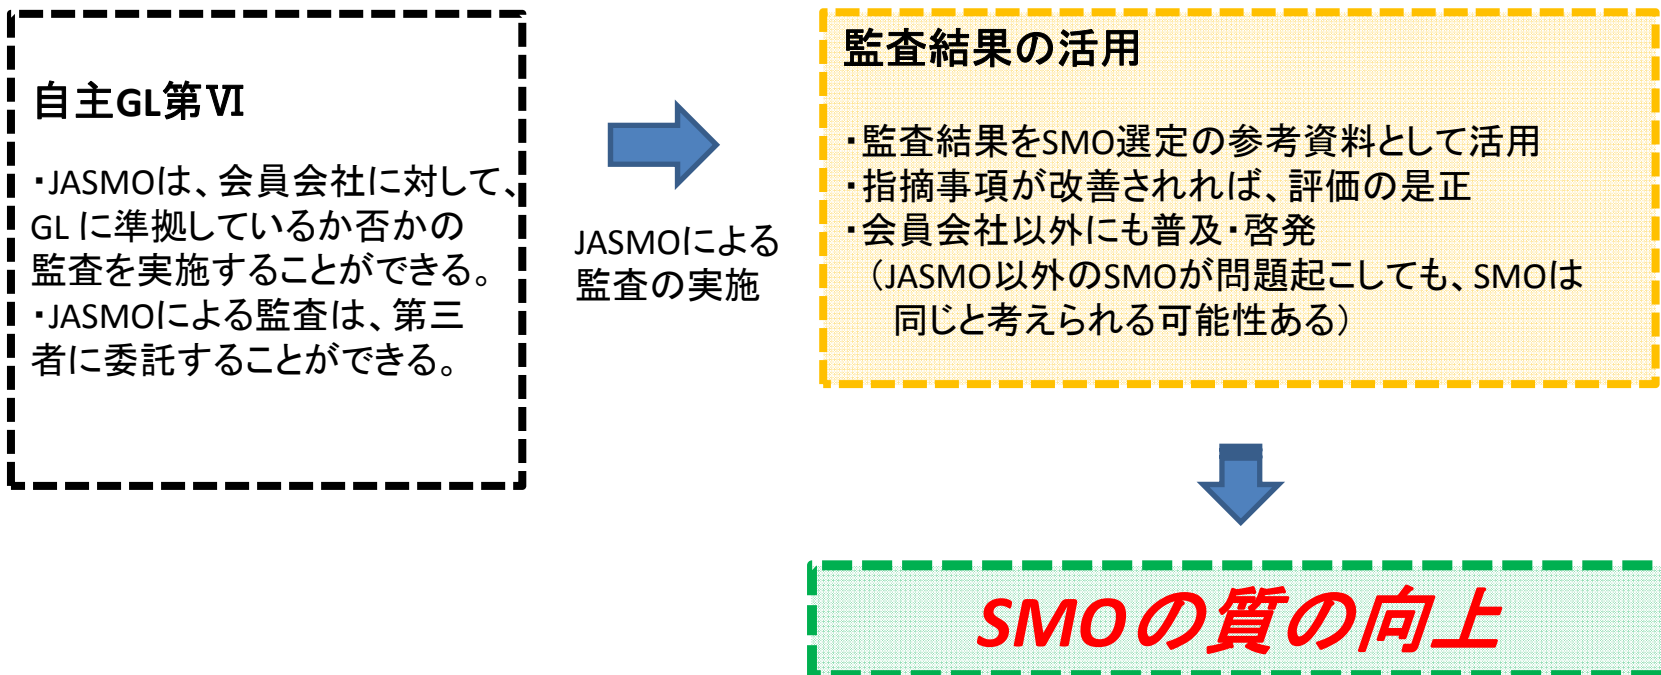 自主GL第Ⅵ
・JASMOは、会員会社に対して、
GL に準拠しているか否かの
監査を実施することができる。
・JASMOによる監査は、第三
者に委託することができる。
JASMOによる
監査の実施
監査結果の活用
・監査結果をSMO選定の参考資料として活用
・指摘事項が改善されれば、評価の是正
・会員会社以外にも普及・啓発
（JASMO以外のSMOが問題起こしても、SMOは
同じと考えられる可能性ある）
SMOの質の向上